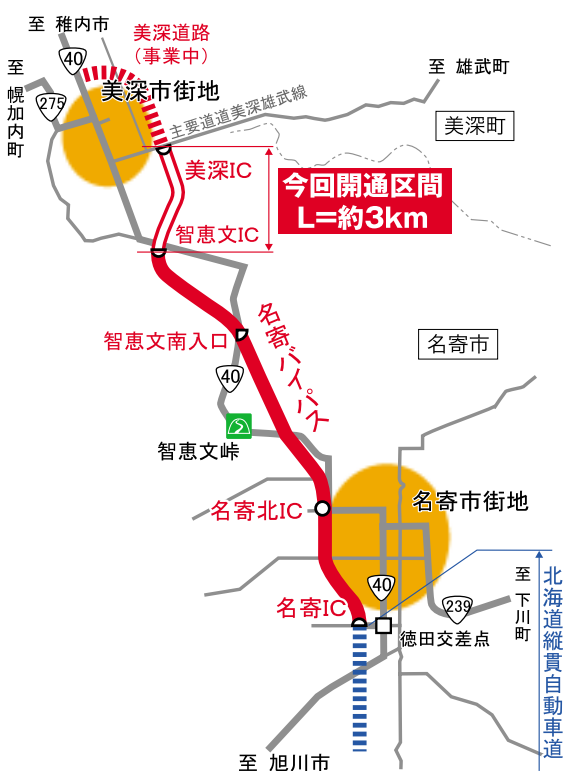 至 稚内市
美深道路
（事業中）
40
至 雄武町
至 幌加内町
275
美深市街地
主要道道美深雄武線
美深町
美深IC
今回開通区間
L=約3km
智恵文IC
名寄バイパス
智恵文南入口
名寄市
40
智恵文峠
名寄市街地
名寄北IC
40
至 下川町
北海道縦貫自動車道
239
名寄IC
徳田交差点
至 旭川市